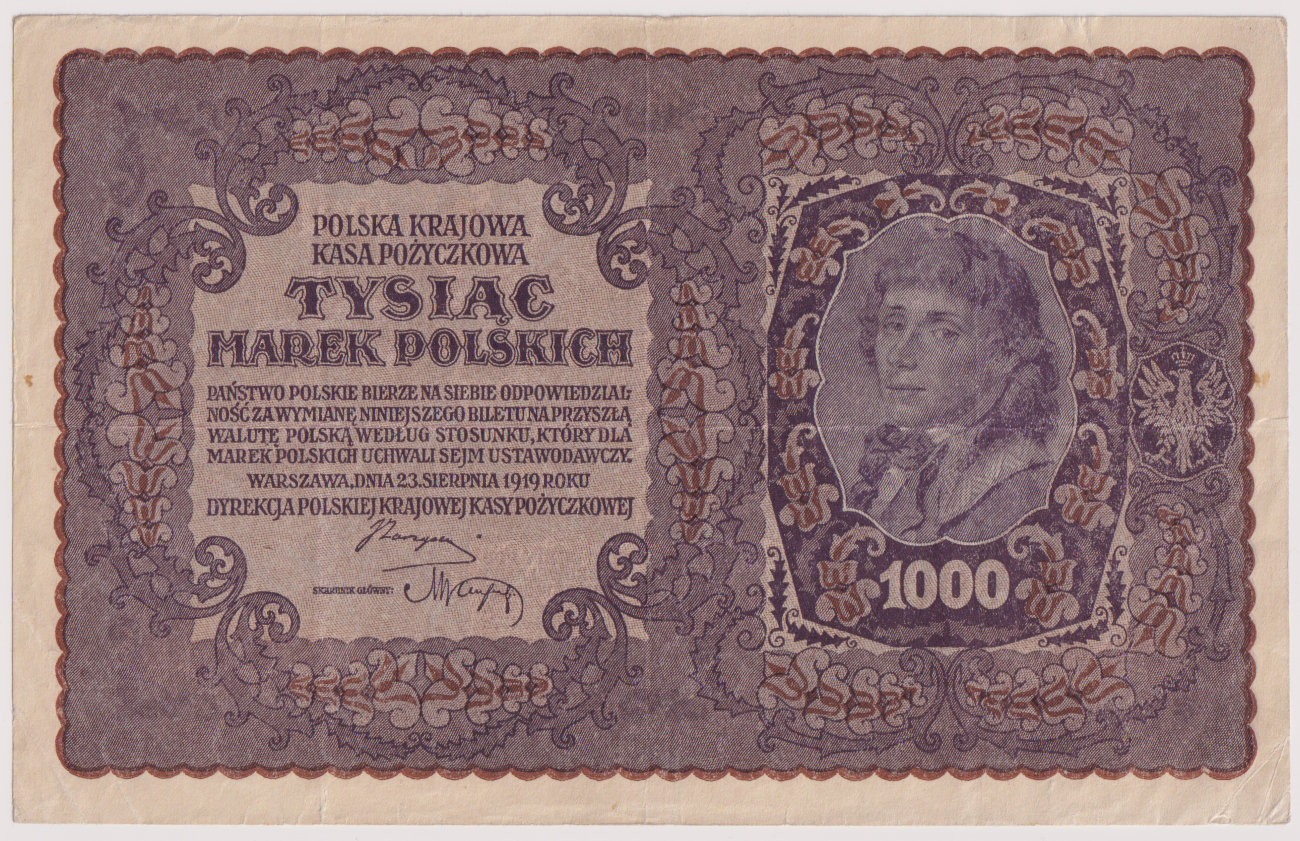 POLSKA KRAJOWA
KASA POŻYCZKOWA
TYSIĄC
MAREK POLSKICH
PAŃSTWO POLSKIE BIERZE NA SIEBIE ODPOWIEDZIAL-
NOŚĆ ZA WYMIANĘ NINIEJSZEGO BILETU NA PRZYSZŁĄ
WALUTĘ POLSKĄ WEDŁUG STOSUNKU, KTÓRY DLA
MAREK POLSKICH UCHWALI SEJM USTAWODAWCZY.
WARSZAWA, DNIA 23. SIERPNIA 1919 ROKU
DYREKCJA POLSKIEJ KRAJOWEJ KASY POŻYCZKOWEJ
SKARBNIK GŁÓWNY:
1000